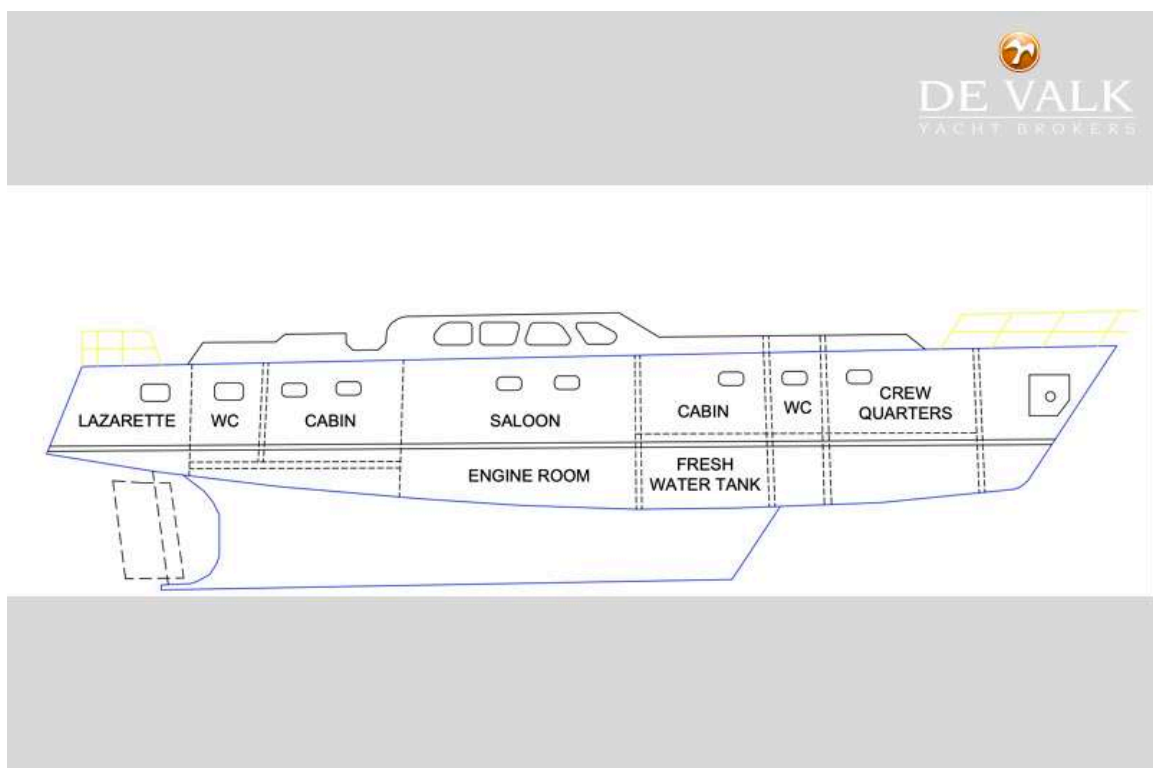 DE VALK
YACHT BROKERS
LAZARETTE
WC
CABIN
SALOON
CABIN
WC
CREW
QUARTERS
ENGINE ROOM
FRESH
WATER TANK